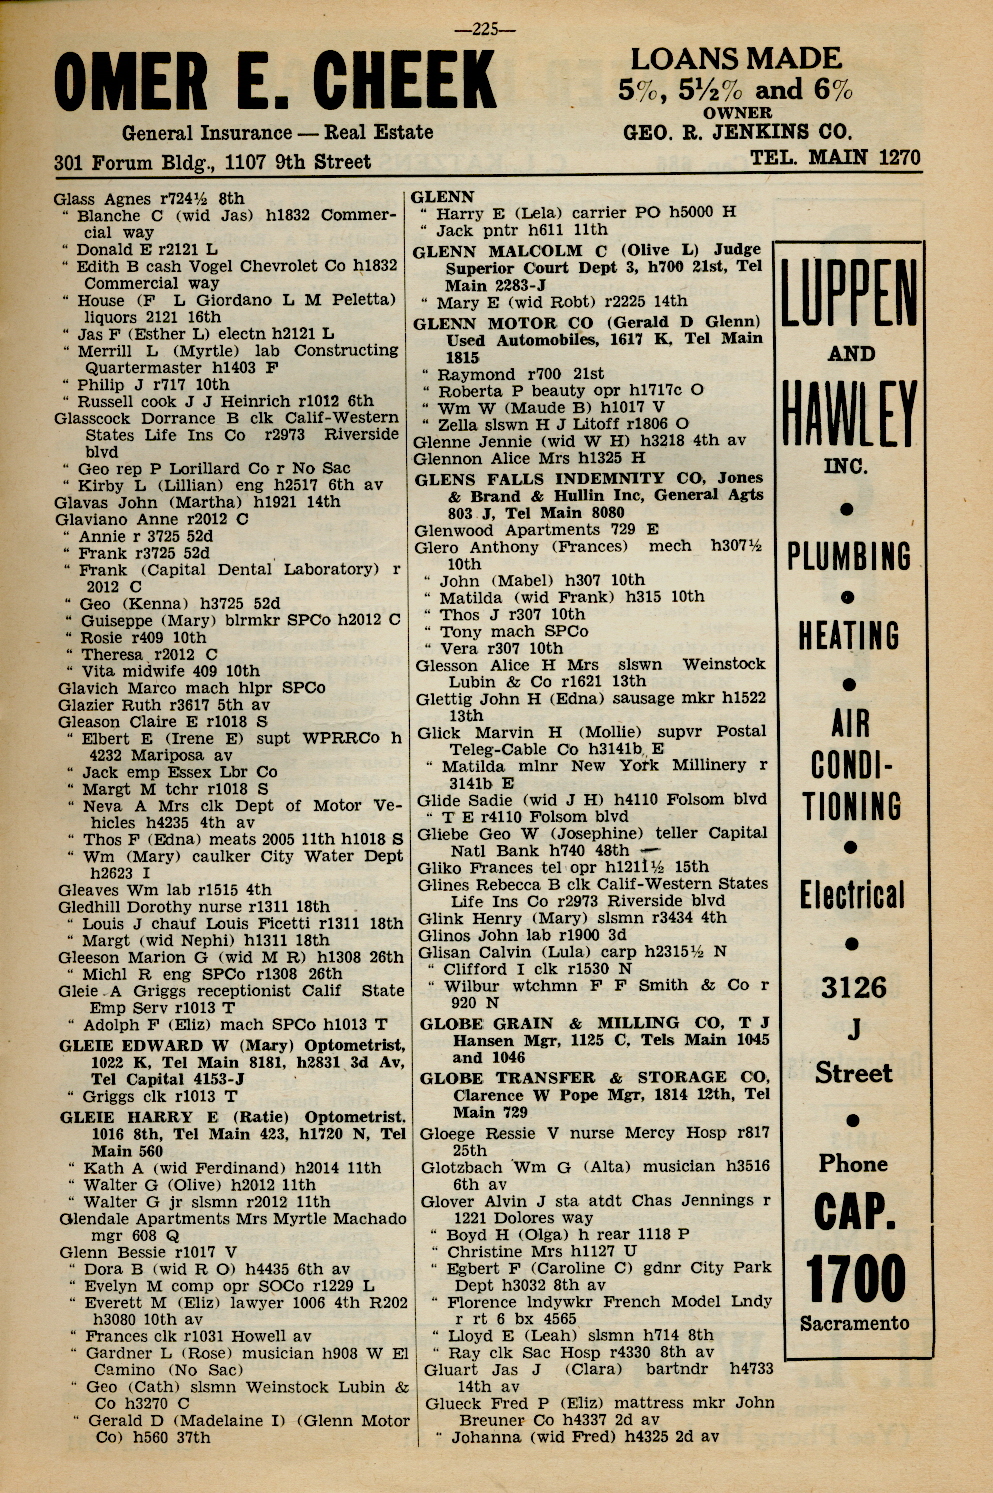 —225—
OMER E. CHEEK
General Insurance — Real Estate
301 Forum Bldg., 1107 9th Street
LOANS MADE
5%, 5½% and 6%
OWNER
GEO. R. JENKINS CO.
TEL. MAIN 1270
Glass Agnes r724½ 8th
" Blanche C (wid Jas) h1832 Commer-
cial way
" Donald E r2121 L
" Edith B cash Vogel Chevrolet Co h1832
Commercial way
" House (F L Giordano L M Peletta)
liquors 2121 16th
" Jas F (Esther L) electn h2121 L
" Merrill L (Myrtle) lab Constructing
Quartermaster h1403 F
" Philip J r717 10th
" Russell cook J J Heinrich r1012 6th
Glasscock Dorrance B clk Calif-Western
States Life Ins Co r2973 Riverside
blvd
" Geo rep P Lorillard Co r No Sac
" Kirby L (Lillian) eng h2517 6th av
Glavas John (Martha) h1921 14th
Glaviano Anne r2012 C
" Annie r 3725 52d
" Frank r3725 52d
" Frank (Capital Dental Laboratory) r
2012 C
" Geo (Kenna) h3725 52d
" Guiseppe (Mary) blrmkr SPCo h2012 C
" Rosie r409 10th
" Theresa r2012 C
" Vita midwife 409 10th
Glavich Marco mach hlpr SPCo
Glazier Ruth r3617 5th av
Gleason Claire E r1018 S
" Elbert E (Irene E) supt WPRRCo h
4232 Mariposa av
" Jack emp Essex Lbr Co
" Margt M tchr r1018 S
" Neva A Mrs clk Dept of Motor Ve-
hicles h4235 4th av
" Thos F (Edna) meats 2005 11th h1018 S
" Wm (Mary) caulker City Water Dept
h2623 I
Gleaves Wm lab r1515 4th
Gledhill Dorothy nurse r1311 18th
" Louis J chauf Louis Ficetti r1311 18th
" Margt (wid Nephi) h1311 18th
Gleeson Marion G (wid M R) h1308 26th
" Michl R eng SPCo r1308 26th
Gleie A Griggs receptionist Calif State
Emp Serv r1013 T
" Adolph F (Eliz) mach SPCo h1013 T
GLEIE EDWARD W (Mary) Optometrist,
1022 K, Tel Main 8181, h2831 3d Av,
Tel Capital 4153-J
" Griggs clk r1013 T
GLEIE HARRY E (Ratie) Optometrist.
1016 8th, Tel Main 423, h1720 N, Tel
Main 560
" Kath A (wid Ferdinand) h2014 11th
" Walter G (Olive) h2012 11th
" Walter G jr slsmn r2012 11th
Glendale Apartments Mrs Myrtle Machado
mgr 608 Q
Glenn Bessie r1017 V
" Dora B (wid R O) h4435 6th av
" Evelyn M comp opr SOCo r1229 L
" Everett M (Eliz) lawyer 1006 4th R202
h3080 10th av
" Frances clk r1031 Howell av
" Gardner L (Rose) musician h908 W El
Camino (No Sac)
" Geo (Cath) slsmn Weinstock Lubin &
Co h3270 C
" Gerald D (Madelaine I) (Glenn Motor
Co) h560 37th
GLENN
" Harry E (Lela) carrier PO h5000 H
" Jack pntr h611 11th
GLENN MALCOLM C (Olive L) Judge
Superior Court Dept 3, h700 21st, Tel
Main 2283-J
" Mary E (wid Robt) r2225 14th
GLENN MOTOR CO (Gerald D Glenn)
Used Automobiles, 1617 K, Tel Main
1815
" Raymond r700 21st
" Roberta P beauty opr h1717c O
" Wm W (Maude B) h1017 V
" Zella slswn H J Litoff r1806 O
Glenne Jennie (wid W H) h3218 4th av
Glennon Alice Mrs h1325 H
GLENS FALLS INDEMNITY CO, Jones
& Brand & Hullin Inc, General Agts
803 J, Tel Main 8080
Glenwood Apartments 729 E
Glero Anthony (Frances) mech h307½
10th
" John (Mabel) h307 10th
" Matilda (wid Frank) h315 10th
" Thos J r307 10th
" Tony mach SPCo
" Vera r307 10th
Glesson Alice H Mrs slswn Weinstock
Lubin & Co r1621 13th
Glettig John H (Edna) sausage mkr h1522
13th
Glick Marvin H (Mollie) supvr Postal
Teleg-Cable Co h3141b E
" Matilda mlnr New York Millinery r
3141b E
Glide Sadie (wid J H) h4110 Folsom blvd
" T E r4110 Folsom blvd
Gliebe Geo W (Josephine) teller Capital
Natl Bank h740 48th
Gliko Frances tel opr h1211½ 15th
Glines Rebecca B clk Calif-Western States
Life Ins Co r2973 Riverside blvd
Glink Henry (Mary) slsmn r3434 4th
Glinos John lab r1900 3d
Glisan Calvin (Lula) carp h2315½ N
" Clifford I clk r1530 N
" Wilbur wtchmn F F Smith & Co r
920 N
GLOBE GRAIN & MILLING CO, T J
Hansen Mgr, 1125 C, Tels Main 1045
and 1046
GLOBE TRANSFER & STORAGE CO,
Clarence W Pope Mgr, 1814 12th, Tel
Main 729
Gloege Ressie V nurse Mercy Hosp r817
25th
Glotzbach Wm G (Alta) musician h3516
6th av
Glover Alvin J sta atdt Chas Jennings r
1221 Dolores way
" Boyd H (Olga) h rear 1118 P
" Christine Mrs h1127 U
" Egbert F (Caroline C) gdnr City Park
Dept h3032 8th av
" Florence lndywkr French Model Lndy
r rt 6 bx 4565
" Lloyd E (Leah) slsmn h714 8th
" Ray clk Sac Hosp r4330 8th av
Gluart Jas J (Clara) bartndr h4733
14th av
Glueck Fred P (Eliz) mattress mkr John
Breuner Co h4337 2d av
" Johanna (wid Fred) h4325 2d av
LUPPEN
AND
HAWLEY
INC.
•
PLUMBING
•
HEATING
•
AIR
CONDI-
TIONING
•
Electrical
•
3126
J
Street
•
Phone
CAP.
1700
Sacramento